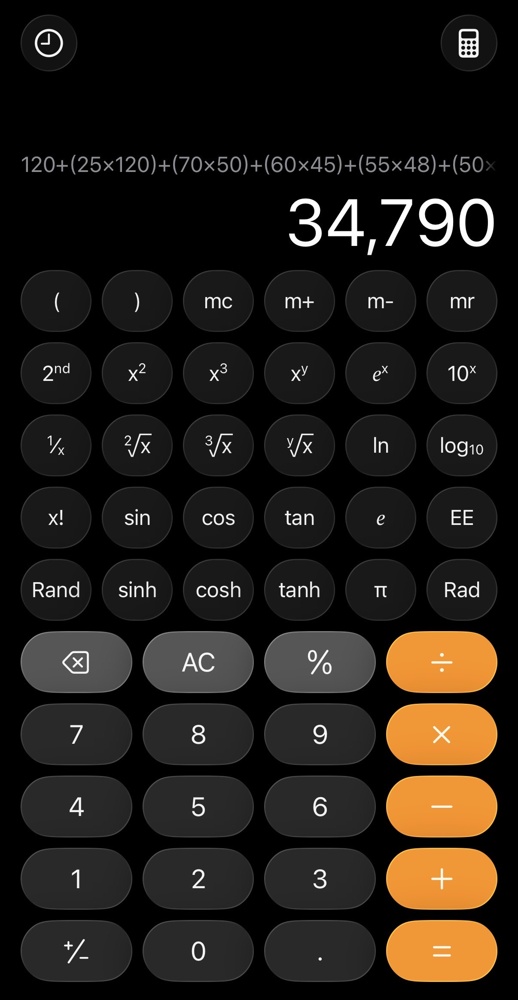 120+(25×120)+(70×50)+(60×45)+(55×48)+(50×
34,790
( ) mc m+ m- mr
2ⁿᵈ x² x³ xʸ eˣ 10ˣ
1/x ²√x ³√x ʸ√x ln log₁₀
x! sin cos tan e EE
Rand sinh cosh tanh π Rad
AC % ÷
7 8 9 ×
4 5 6 −
1 2 3 +
+/− 0 . =